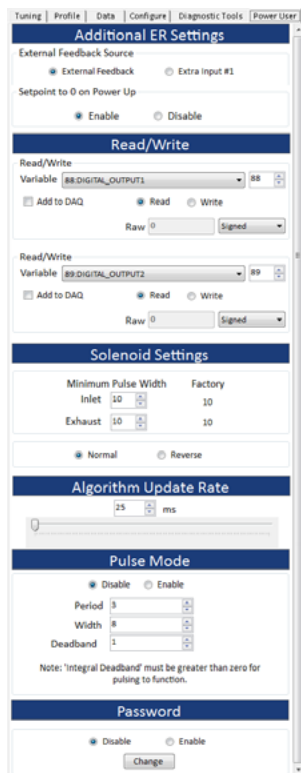 Tuning Profile Data Configure Diagnostic Tools Power User
Additional ER Settings
External Feedback Source
External Feedback Extra Input #1
Setpoint to 0 on Power Up
Enable Disable
Read/Write
Read/Write
Variable 88:DIGITAL_OUTPUT1 88
Add to DAQ Read Write
Raw 0 Signed
Read/Write
Variable 89:DIGITAL_OUTPUT2 89
Add to DAQ Read Write
Raw 0 Signed
Solenoid Settings
Minimum Pulse Width Factory
Inlet 10 10
Exhaust 10 10
Normal Reverse
Algorithm Update Rate
25 ms
Pulse Mode
Disable Enable
Period 3
Width 8
Deadband 1
Note: 'Integral Deadband' must be greater than zero for
pulsing to function.
Password
Disable Enable
Change